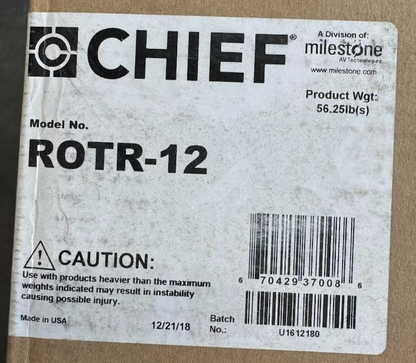 CHIEF®
A Division of:
milestone
AV Technologies
www.milestone.com
Product Wgt:
56.25lb(s)
Model No.
ROTR-12
CAUTION:
Use with products heavier than the maximum
weights indicated may result in instability
causing possible injury.
6 70429 37008 6
Made in USA
12/21/18
Batch
No.:
U1612180